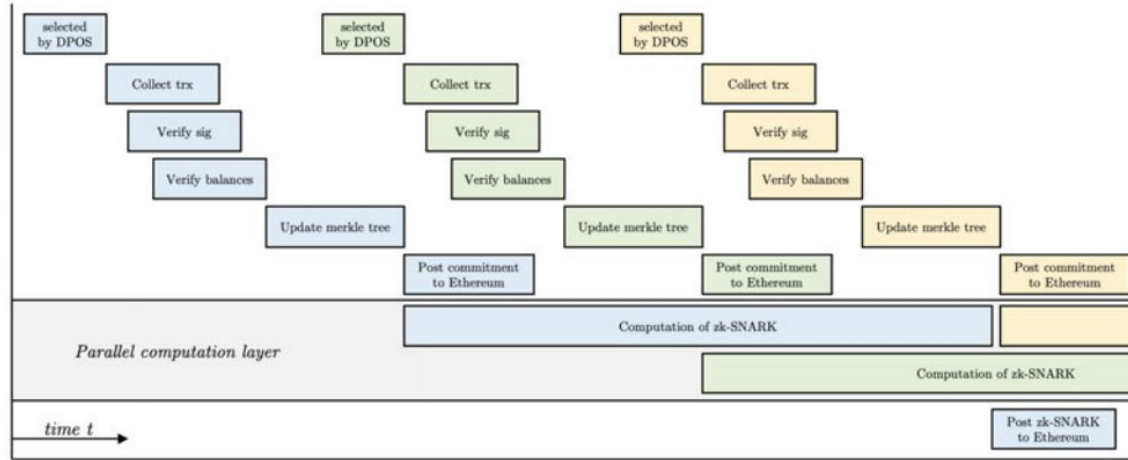 selected
by DPOS
selected
by DPOS
selected
by DPOS
Collect trx
Collect trx
Collect trx
Verify sig
Verify sig
Verify sig
Verify balances
Verify balances
Verify balances
Update merkle tree
Update merkle tree
Update merkle tree
Post commitment
to Ethereum
Post commitment
to Ethereum
Post commitment
to Ethereum
Computation of zk-SNARK
Parallel computation layer
Computation of zk-SNARK
time t
Post zk-SNARK
to Ethereum